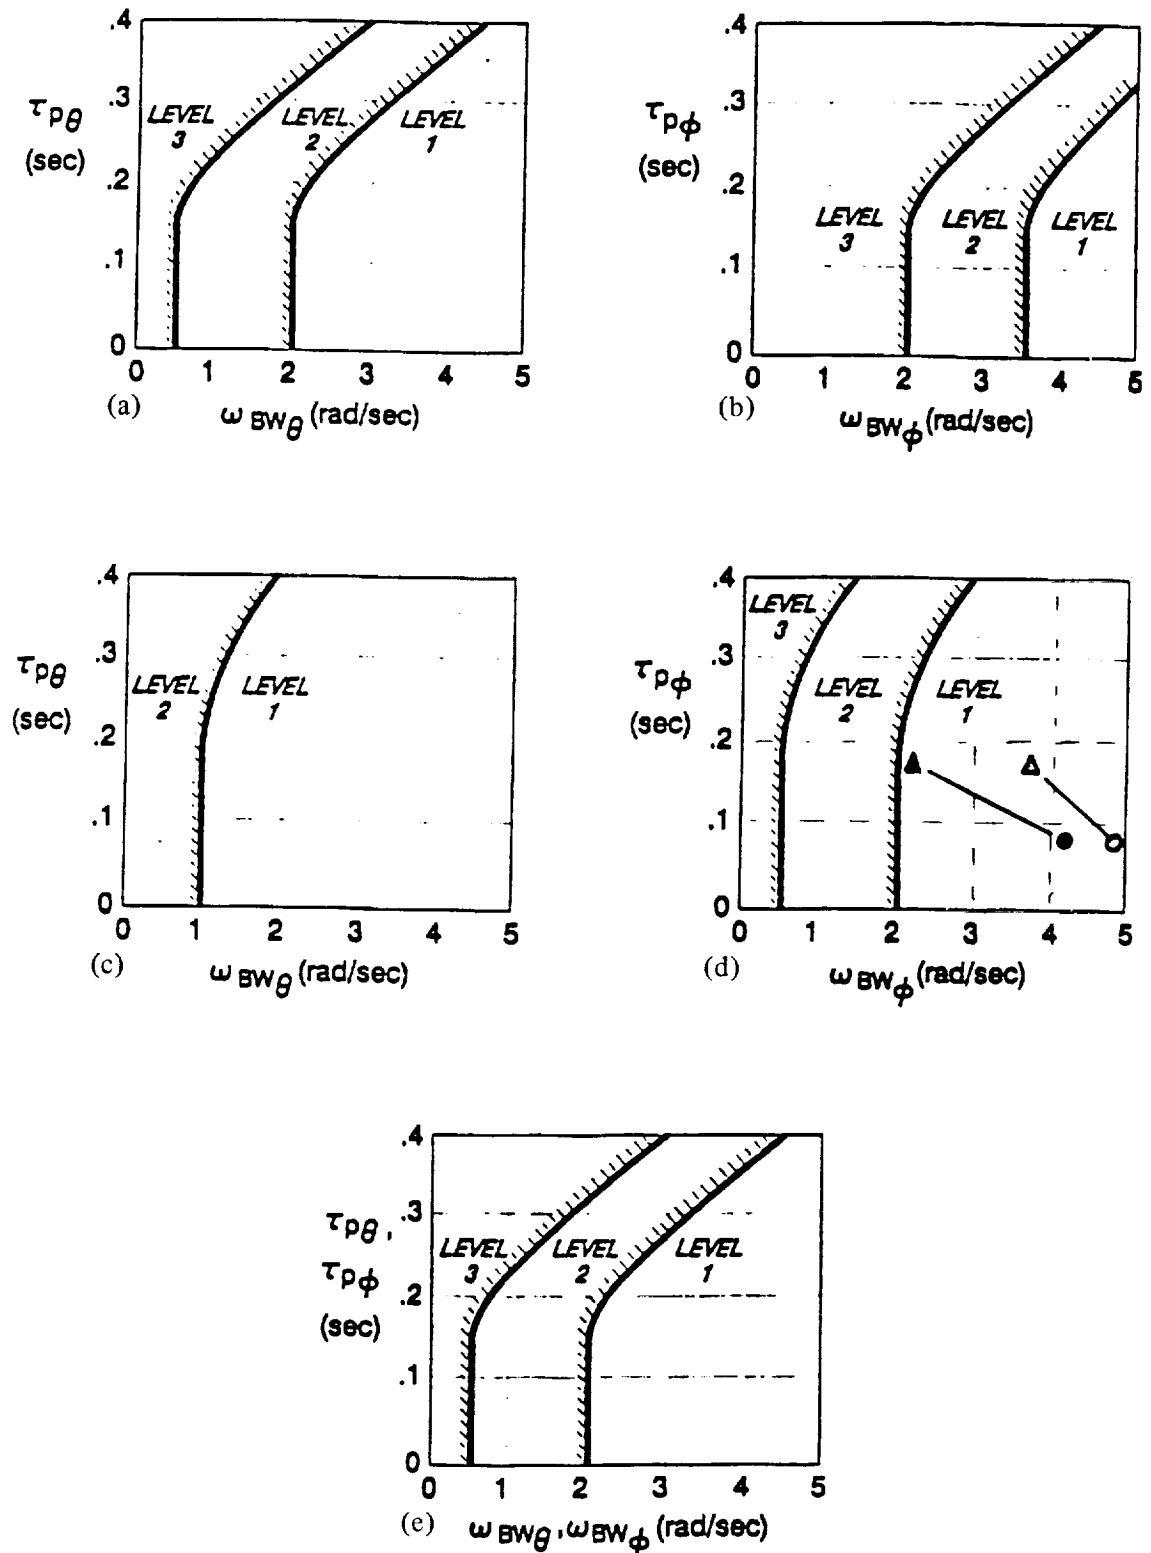 .4
.3
.2
.1
0
τpθ
(sec)
LEVEL
3
LEVEL
2
LEVEL
1
0 1 2 3 4 5
(a) ωBWθ (rad/sec)
.4
.3
.2
.1
0
τpϕ
(sec)
LEVEL
3
LEVEL
2
LEVEL
1
0 1 2 3 4 5
(b) ωBWϕ (rad/sec)
.4
.3
.2
.1
0
τpθ
(sec)
LEVEL
2
LEVEL
1
0 1 2 3 4 5
(c) ωBWθ (rad/sec)
.4
.3
.2
.1
0
τpϕ
(sec)
LEVEL
3
LEVEL
2
LEVEL
1
0 1 2 3 4 5
(d) ωBWϕ (rad/sec)
.4
.3
.2
.1
0
τpθ,
τpϕ
(sec)
LEVEL
3
LEVEL
2
LEVEL
1
0 1 2 3 4 5
(e) ωBWθ, ωBWϕ (rad/sec)